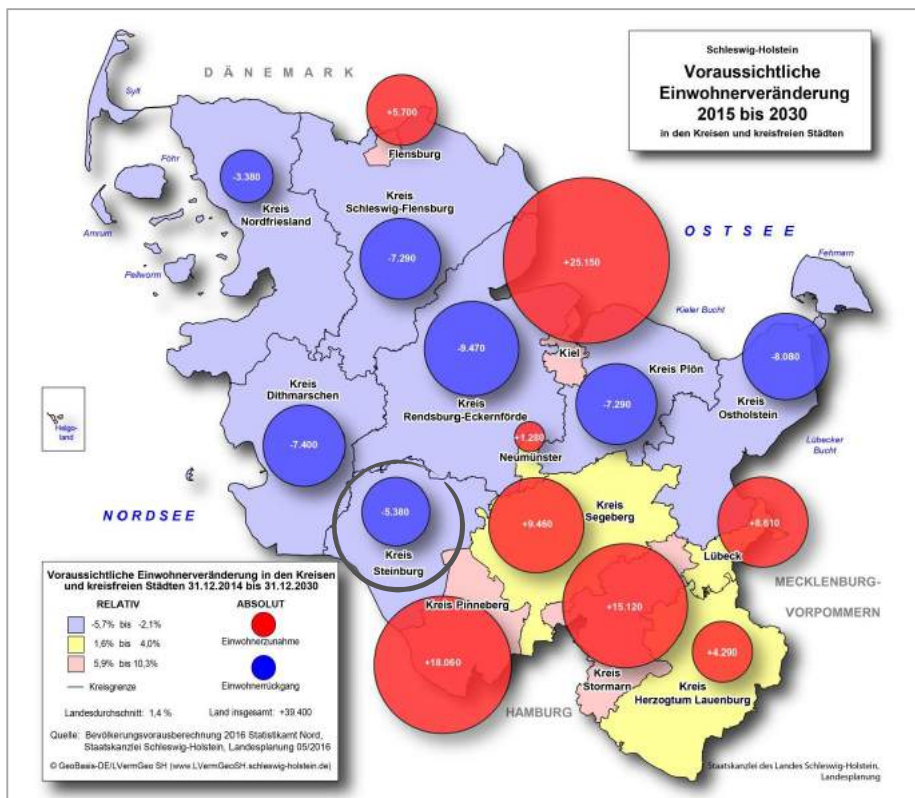 Schleswig-Holstein
Voraussichtliche
Einwohnerveränderung
2015 bis 2030
in den Kreisen und kreisfreien Städten
DÄNEMARK
Sylt
+5.700
Flensburg
Föhr
-3.380
Kreis
Nordfriesland
Kreis
Schleswig-Flensburg
Amrum
Pellworm
-7.290
+25.150
OSTSEE
Fehmarn
Kieler Bucht
-9.470
Kiel
Kreis Plön
-8.080
Kreis
Ostholstein
Kreis
Dithmarschen
Kreis
Rendsburg-Eckernförde
-7.290
Helgo-
land
-7.400
+1.280
Neumünster
Lübecker
Bucht
NORDSEE
-5.380
Kreis
Steinburg
+9.460
Kreis
Segeberg
+8.610
Lübeck
MECKLENBURG-
VORPOMMERN
Kreis Pinneberg
+15.120
+18.060
+4.290
Kreis
Stormarn
Kreis
Herzogtum Lauenburg
HAMBURG
Voraussichtliche Einwohnerveränderung in den Kreisen
und kreisfreien Städten 31.12.2014 bis 31.12.2030
RELATIV ABSOLUT
-5,7% bis -2,1%
1,6% bis 4,0%
5,9% bis 10,3%
Einwohnerzunahme
Kreisgrenze
Einwohnerrückgang
Landesdurchschnitt: 1,4 % Land insgesamt: +39.400
Quelle: Bevölkerungsvorausberechnung 2016 Statistikamt Nord,
Staatskanzlei Schleswig-Holstein, Landesplanung 05/2016
© GeoBasis-DE/LVermGeo SH (www.LVermGeoSH.schleswig-holstein.de)
Staatskanzlei des Landes Schleswig-Holstein,
Landesplanung